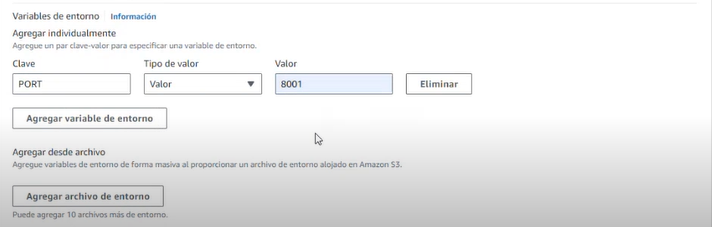 Variables de entorno Información
Agregar individualmente
Agregue un par clave-valor para especificar una variable de entorno.
Clave Tipo de valor Valor
PORT Valor 8001 Eliminar
Agregar variable de entorno
Agregar desde archivo
Agregue variables de entorno de forma masiva al proporcionar un archivo de entorno alojado en Amazon S3.
Agregar archivo de entorno
Puede agregar 10 archivos más de entorno.